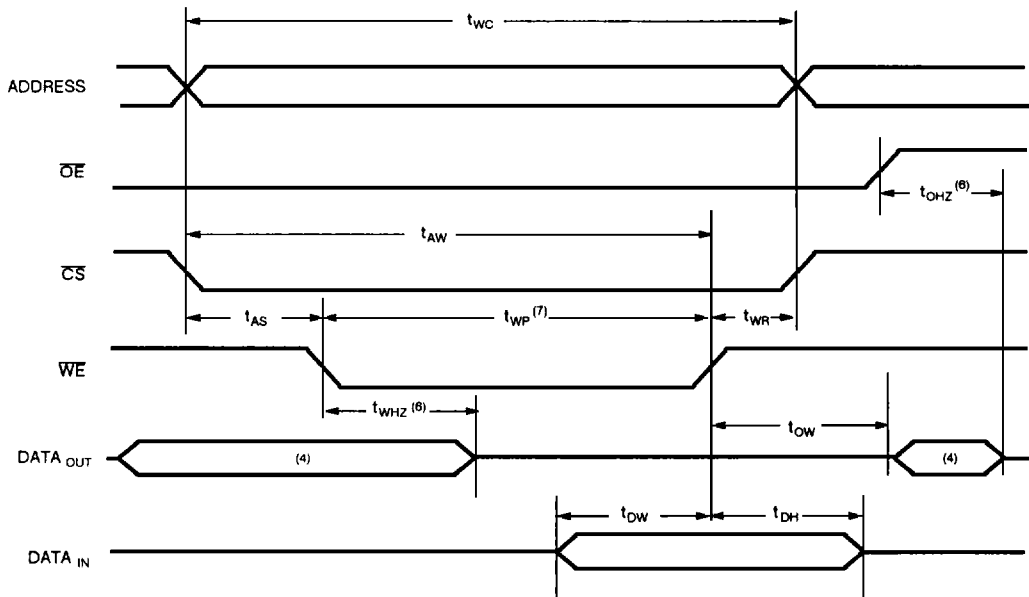 tWC
ADDRESS
OE
tOHZ (6)
tAW
CS
tAS
tWP (7)
tWR
WE
tWHZ (6)
tOW
DATA OUT
(4)
(4)
tDW
tDH
DATA IN